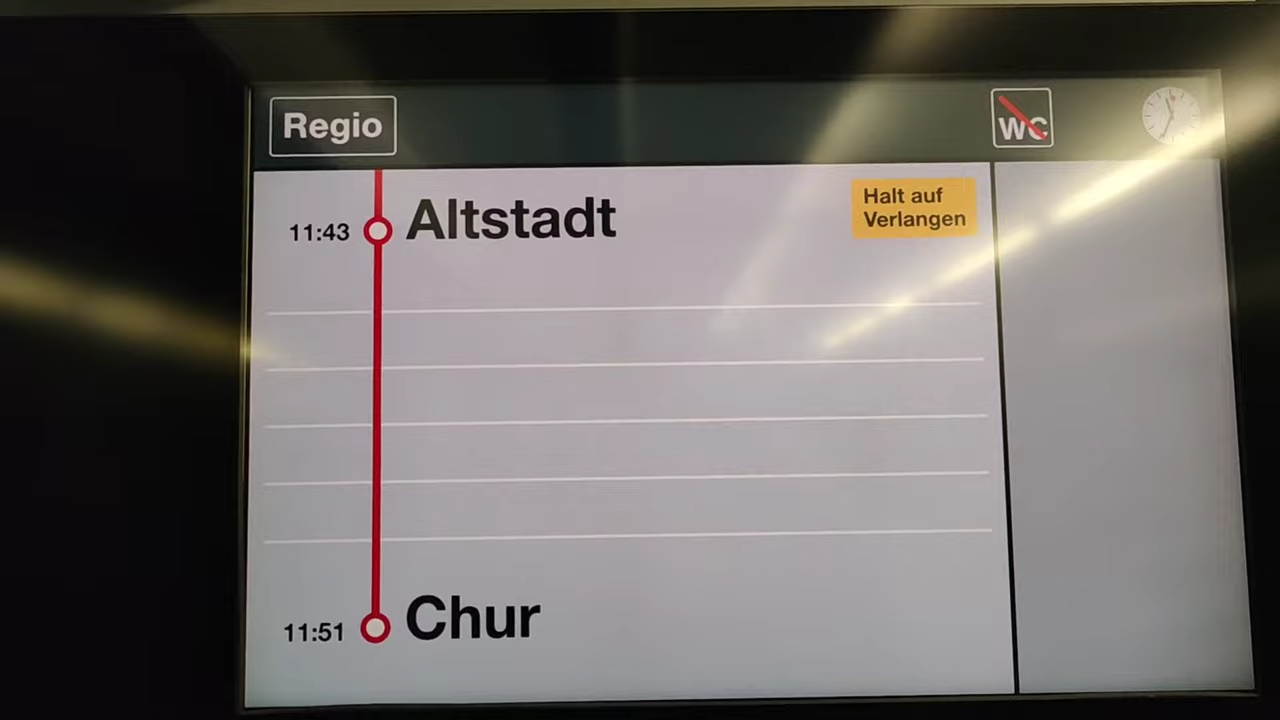 Regio
WC
11:43 Altstadt
Halt auf
Verlangen
11:51 Chur